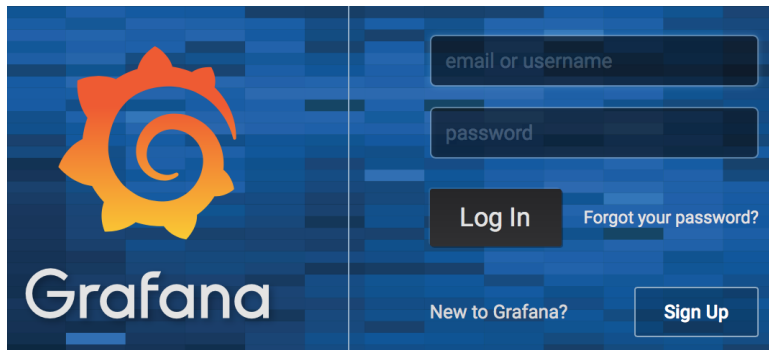 Grafana
email or username
password
Log In
Forgot your password?
New to Grafana?
Sign Up